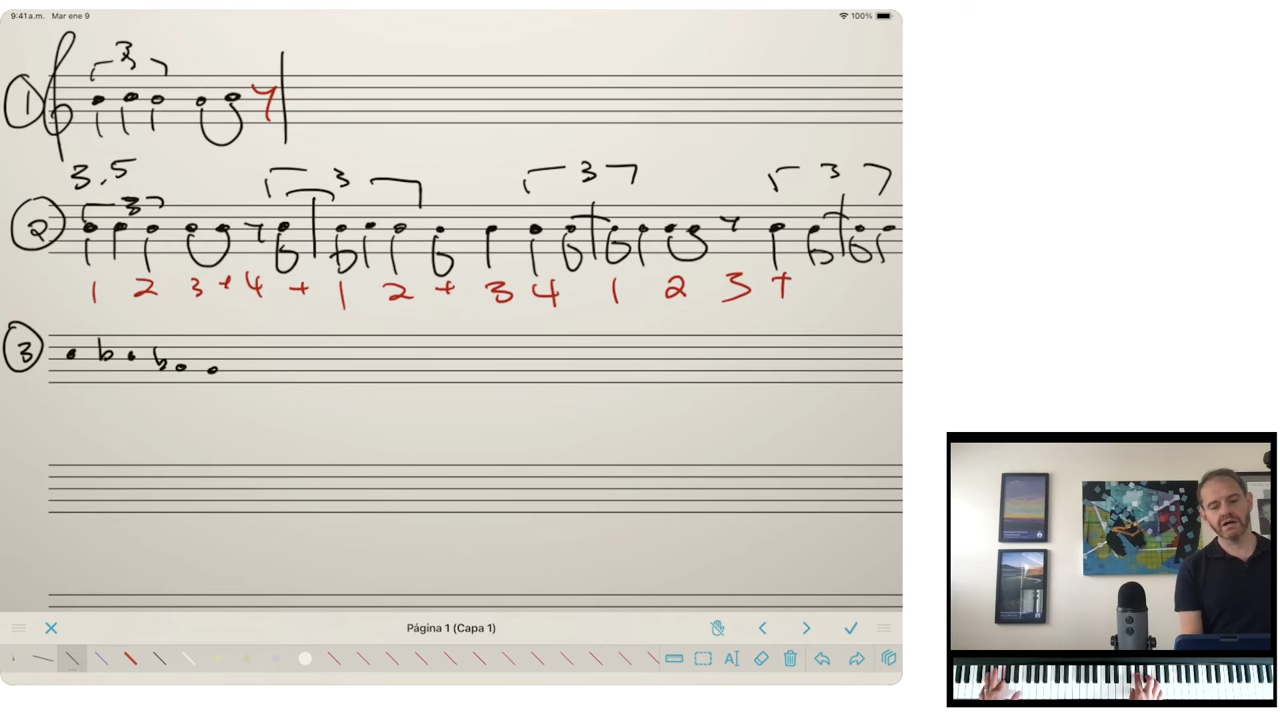 9:41 a.m. Mar ene 9
100%
3
1
3.5
3 3 3 3
2
1 2 3 + 4 + 1 2 + 3 4 1 2 3 +
3
Página 1 (Capa 1)